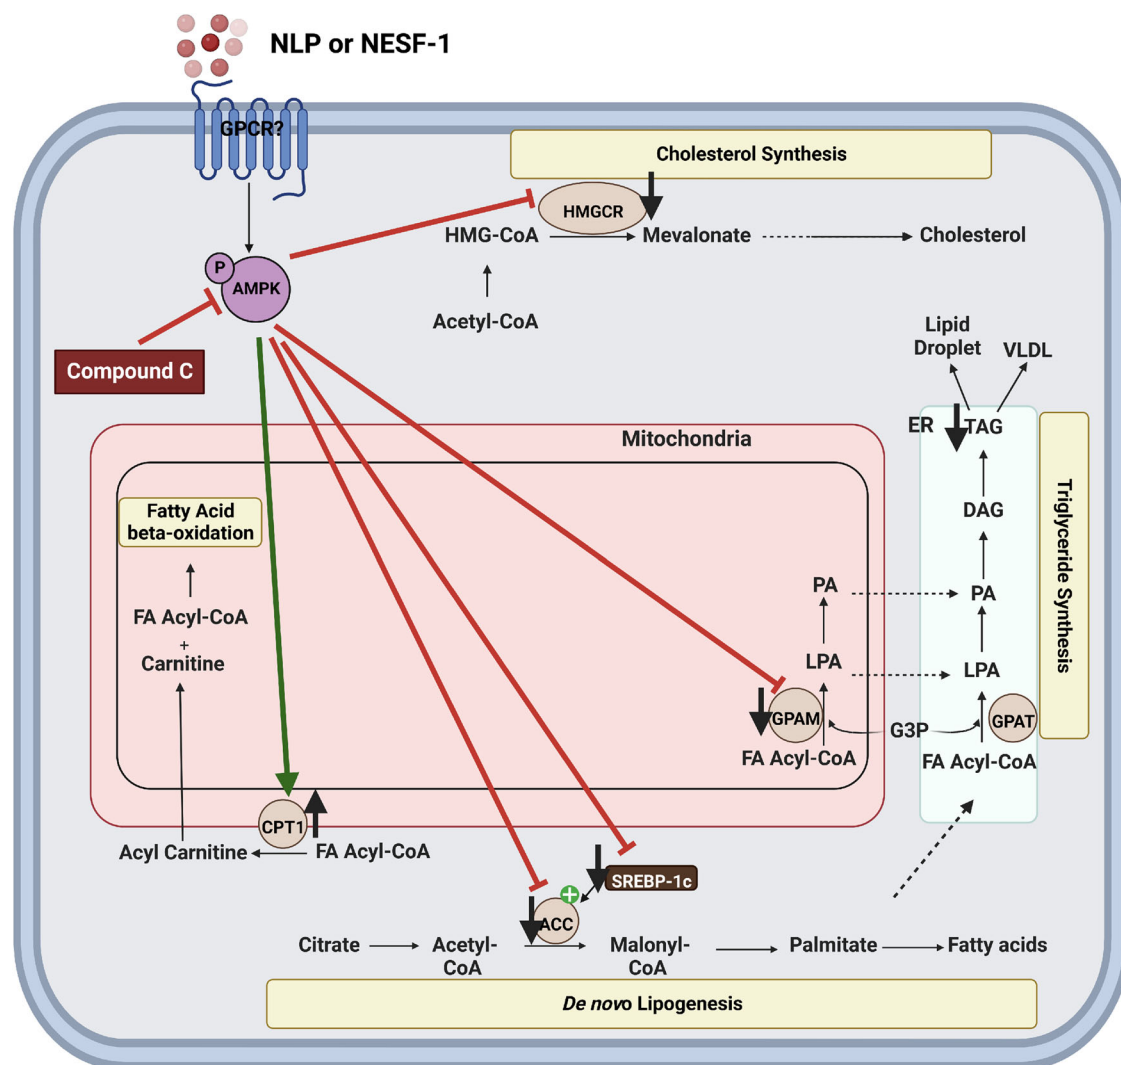 NLP or NESF-1
GPCR?
Cholesterol Synthesis
HMGCR
HMG-CoA
Mevalonate
Cholesterol
P
AMPK
Acetyl-CoA
Compound C
Lipid
Droplet
VLDL
ER
TAG
Mitochondria
Fatty Acid
beta-oxidation
DAG
Triglyceride Synthesis
FA Acyl-CoA
+
Carnitine
PA
PA
LPA
LPA
GPAM
G3P
GPAT
FA Acyl-CoA
FA Acyl-CoA
CPT1
Acyl Carnitine
FA Acyl-CoA
SREBP-1c
+
ACC
Citrate
Acetyl-
CoA
Malonyl-
CoA
Palmitate
Fatty acids
De novo Lipogenesis